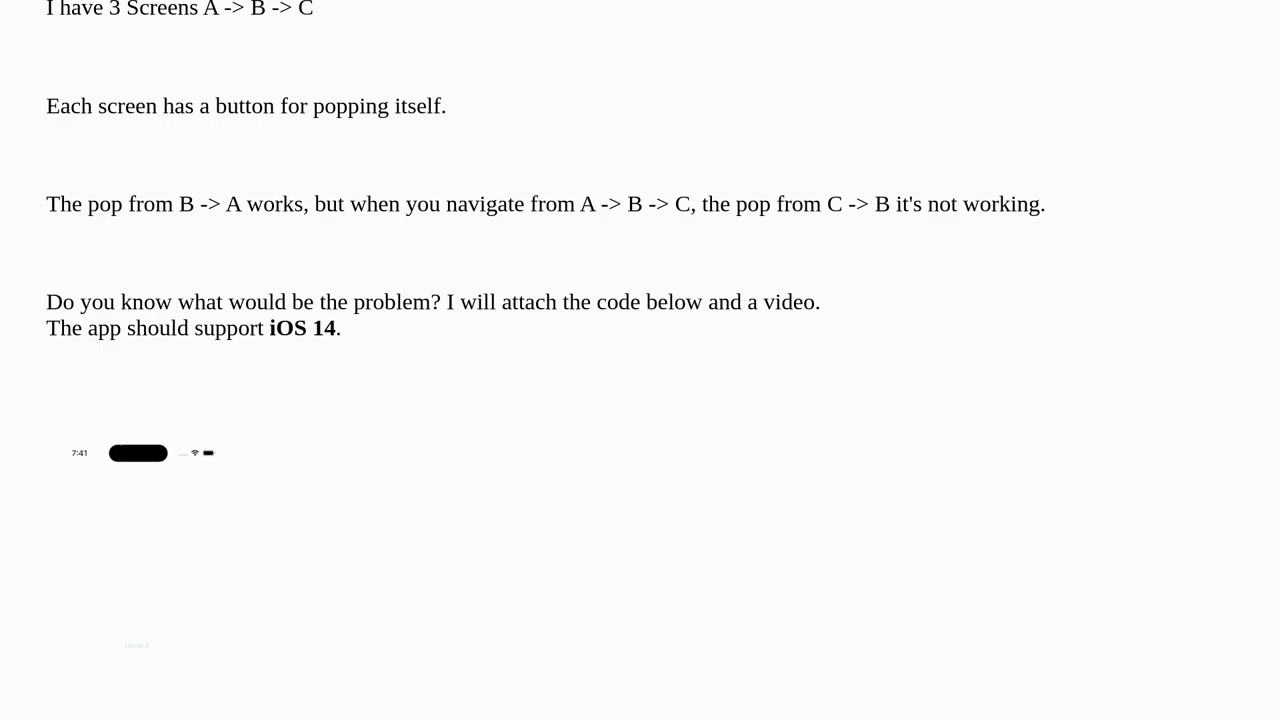 I have 3 Screens A -> B -> C
Each screen has a button for popping itself.
The pop from B -> A works, but when you navigate from A -> B -> C, the pop from C -> B it's not working.
Do you know what would be the problem? I will attach the code below and a video.
The app should support iOS 14.
7:41